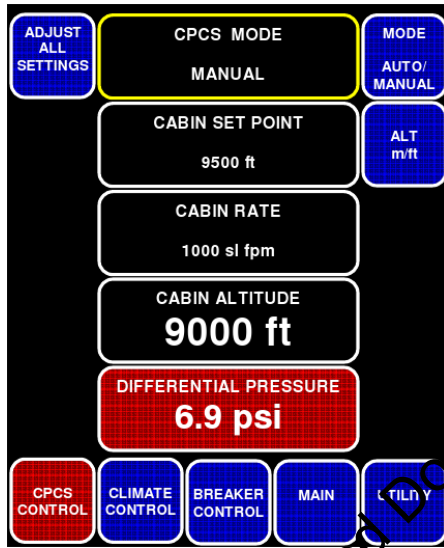 ADJUST
ALL
SETTINGS
CPCS MODE
MANUAL
MODE
AUTO/
MANUAL
CABIN SET POINT
9500 ft
ALT
m/ft
CABIN RATE
1000 sl fpm
CABIN ALTITUDE
9000 ft
DIFFERENTIAL PRESSURE
6.9 psi
CPCS
CONTROL
CLIMATE
CONTROL
BREAKER
CONTROL
MAIN
UTILITY